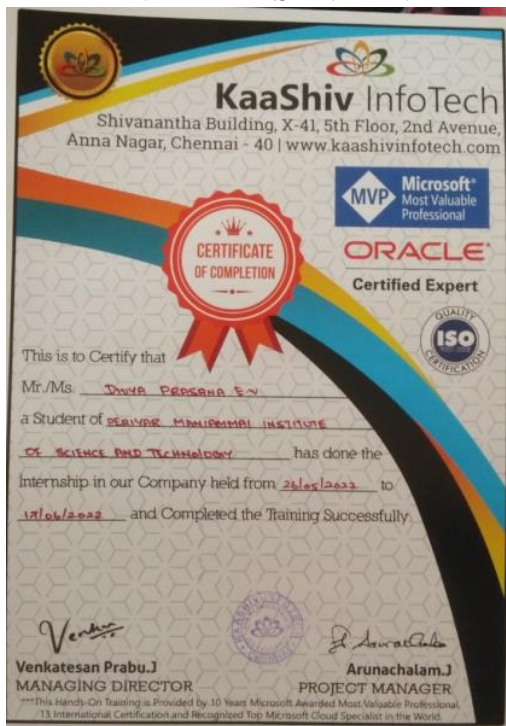 KaaShiv InfoTech
Shivanantha Building, X-41, 5th Floor, 2nd Avenue,
Anna Nagar, Chennai - 40 | www.kaashivinfotech.com
MVP
Microsoft®
Most Valuable
Professional
ORACLE®
Certified Expert
CERTIFICATE
OF COMPLETION
QUALITY
ISO
CERTIFICATION
This is to Certify that
Mr./Ms. DIVYA PRASANA E-V
a Student of PERIYAR MANIAMMAI INSTITUTE
OF SCIENCE AND TECHNOLOGY has done the
Internship in our Company held from 26/05/2022 to
17/06/2022 and Completed the Training Successfully.
Venkatesan Prabu.J
MANAGING DIRECTOR
Arunachalam.J
PROJECT MANAGER
***This Hands-On Training is Provided by 10 Years Microsoft Awarded Most Valuable Professional,
13 International Certification and Recognized Top Microsoft Cloud Specialist in the World.